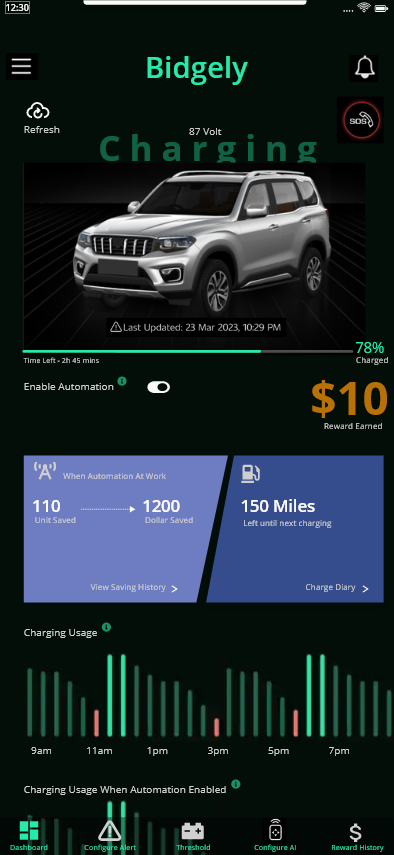 12:30
Bidgely
Refresh
87 Volt
SOS
Charging
Last Updated: 23 Mar 2023, 10:29 PM
78%
Time Left - 2h 45 mins
Charged
Enable Automation
$10
Reward Earned
When Automation At Work
110
1200
Unit Saved
Dollar Saved
View Saving History
150 Miles
Left until next charging
Charge Diary
Charging Usage
9am 11am 1pm 3pm 5pm 7pm
Charging Usage When Automation Enabled
Dashboard Configure Alert Threshold Configure AI Reward History